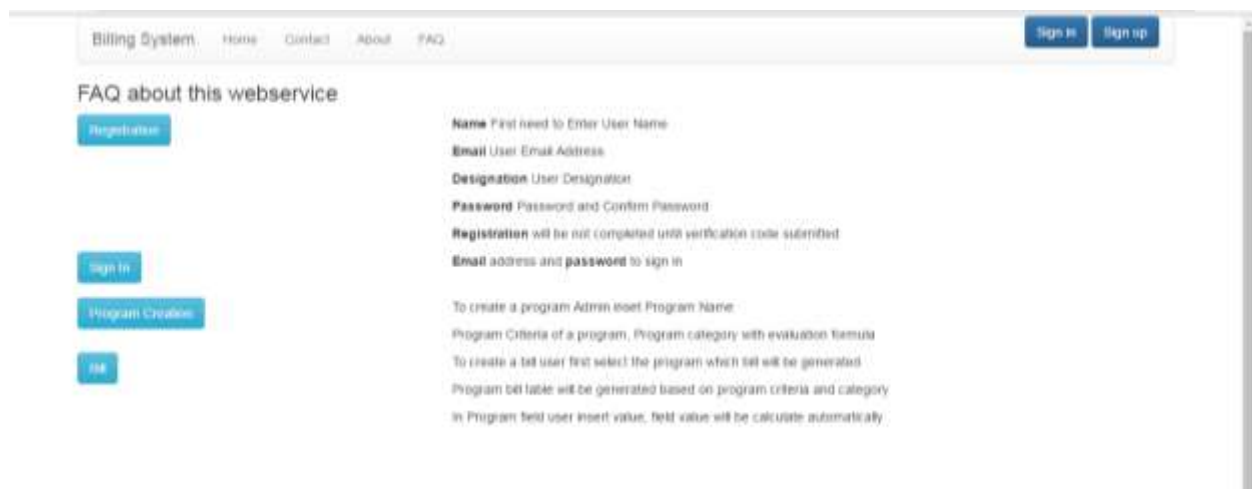 Billing System Home Contact About FAQ Sign in Sign up
FAQ about this webservice
Registration
Name First need to Enter User Name
Email User Email Address
Designation User Designation
Password Password and Confirm Password
Registration will be not completed until verification code submitted
Sign In
Email address and password to sign in
Program Creation
To create a program Admin inset Program Name
Program Criteria of a program, Program category with evaluation formula
Bill
To create a bill user first select the program which bill will be generated
Program bill table will be generated based on program criteria and category
In Program field user insert value, field value will be calculate automatically